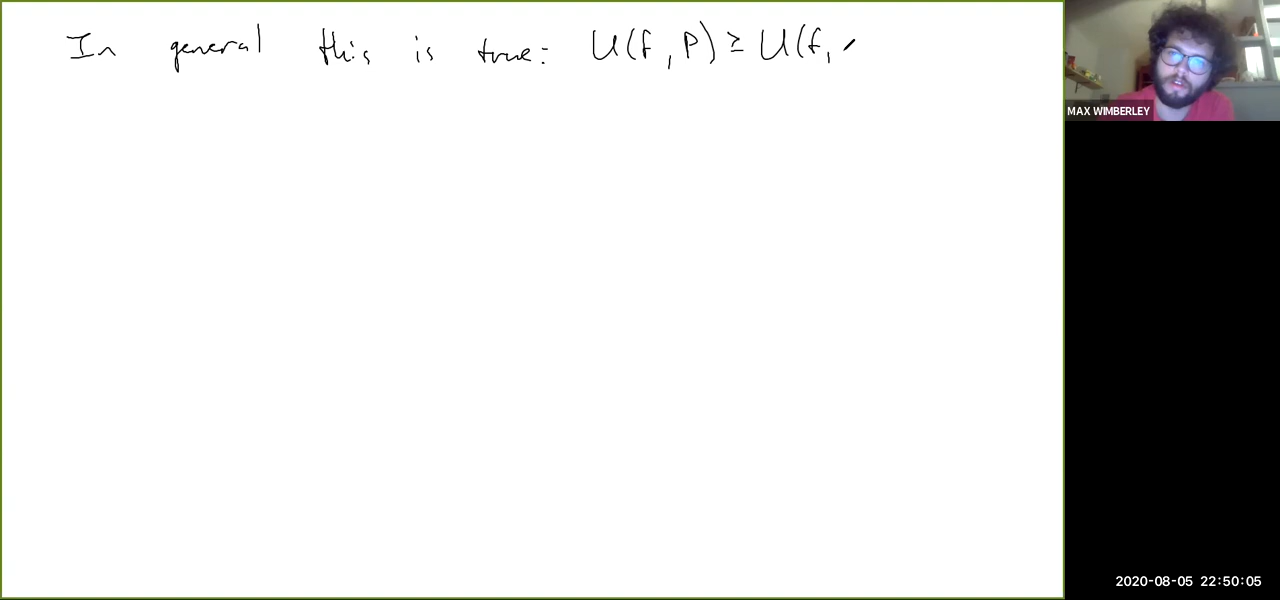 In general this is true: U(f, P) ≥ U(f,
MAX WIMBERLEY
2020-08-05 22:50:05